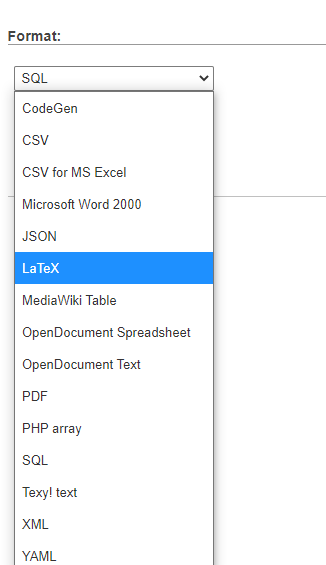 Format:
SQL
CodeGen
CSV
CSV for MS Excel
Microsoft Word 2000
JSON
LaTeX
MediaWiki Table
OpenDocument Spreadsheet
OpenDocument Text
PDF
PHP array
SQL
Texy! text
XML
YAML